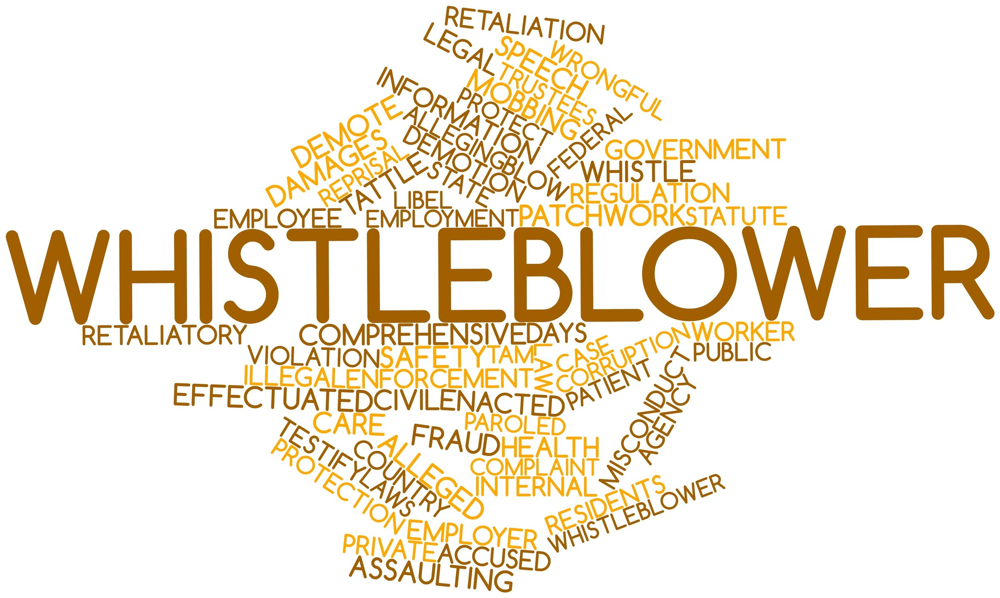 RETALIATION
LEGAL
SPEECH
WRONGFUL
TRUSTEES
MOBBING
INFORMATION
PROTECT
DEMOTE
ALLEGATION
DAMAGES
REPRISAL
TATTLE
STATE
FEDERAL
GOVERNMENT
WHISTLE
REGULATION
LIBEL
EMPLOYEE
EMPLOYMENT
PATCHWORK
STATUTE
WHISTLEBLOWER
RETALIATORY
COMPREHENSIVE
DAYS
WORKER
VIOLATION
SAFETY
TAM
LAW
CASE
CORRUPTION
PUBLIC
ILLEGAL
ENFORCEMENT
PATIENT
EFFECTUATED
CIVIL
ENACTED
MISCONDUCT
AGENCY
CARE
PAROLED
TESTIFY
FRAUD
HEALTH
PROTECTION
COUNTRY
LAWS
ALLEGED
COMPLAINT
INTERNAL
RESIDENTS
WHISTLEBLOWER
EMPLOYER
PRIVATE
ACCUSED
ASSAULTING